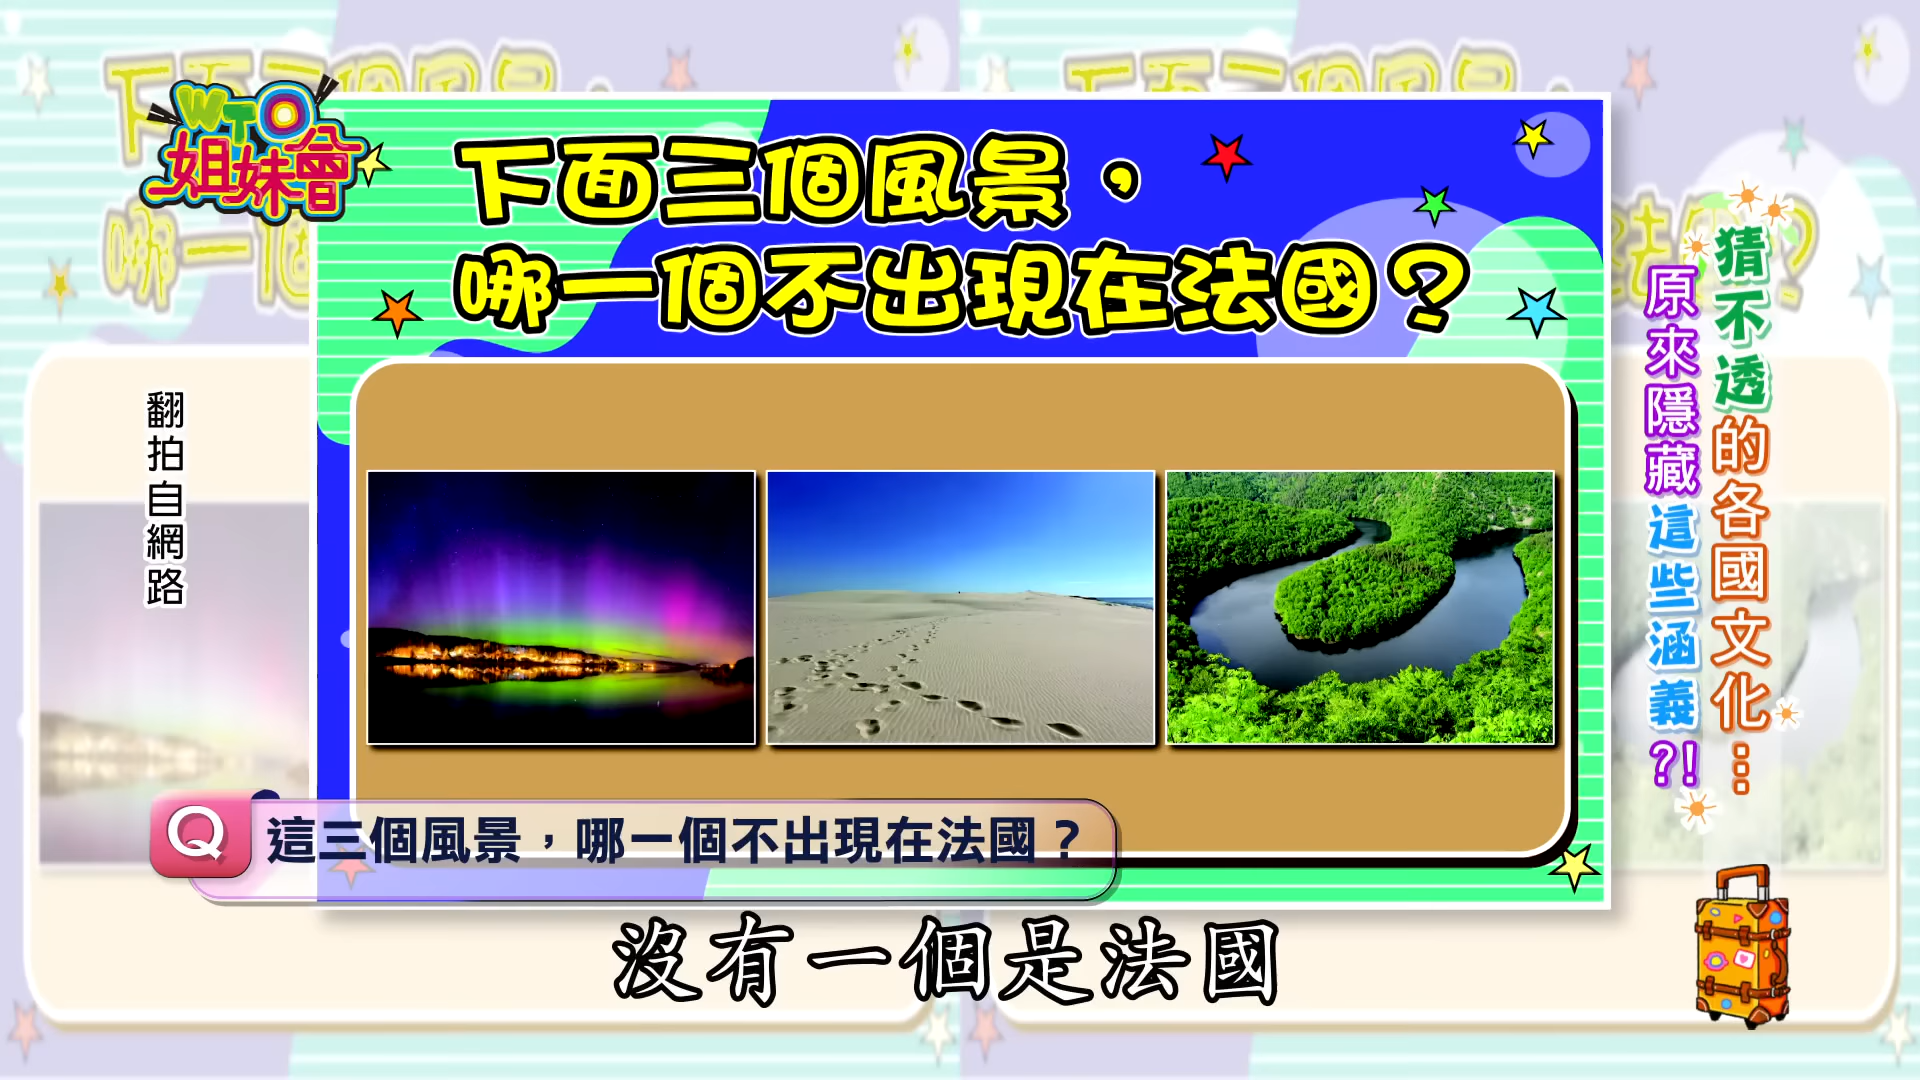 WTO
姐妹會
下面三個風景，
哪一個不出現在法國？
猜不透的各國文化…
原來隱藏這些涵義?!
翻拍自網路
Q 這三個風景，哪一個不出現在法國？
沒有一個是法國